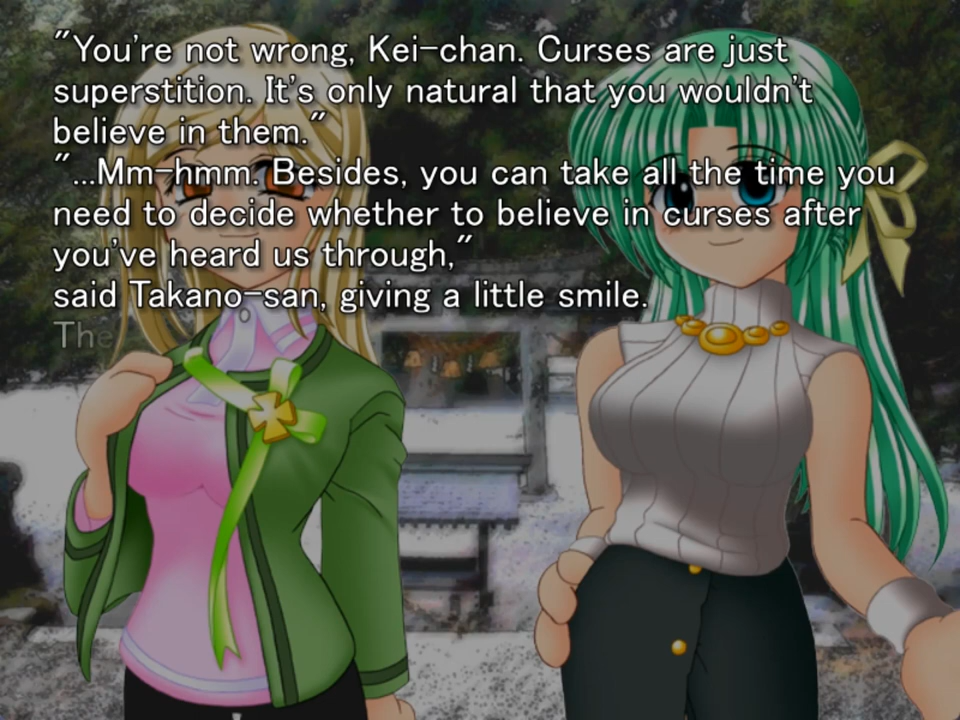 "You're not wrong, Kei-chan. Curses are just
superstition. It's only natural that you wouldn't
believe in them."
"...Mm-hmm. Besides, you can take all the time you
need to decide whether to believe in curses after
you've heard us through,"
said Takano-san, giving a little smile.
The